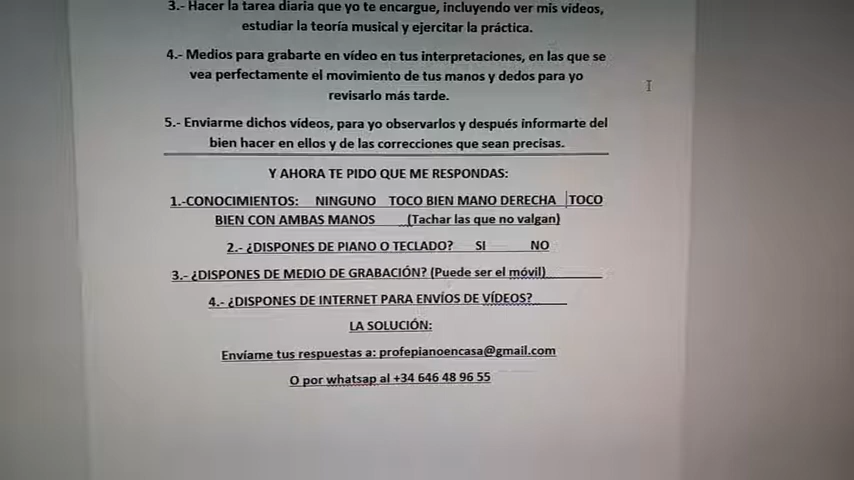 3.- Hacer la tarea diaria que yo te encargue, incluyendo ver mis vídeos,
estudiar la teoría musical y ejercitar la práctica.
4.- Medios para grabarte en vídeo en tus interpretaciones, en las que se
vea perfectamente el movimiento de tus manos y dedos para yo
revisarlo más tarde.
5.- Enviarme dichos vídeos, para yo observarlos y después informarte del
bien hacer en ellos y de las correcciones que sean precisas.
Y AHORA TE PIDO QUE ME RESPONDAS:
1.-CONOCIMIENTOS: NINGUNO TOCO BIEN MANO DERECHA TOCO
BIEN CON AMBAS MANOS (Tachar las que no valgan)
2.- ¿DISPONES DE PIANO O TECLADO? SI NO
3.- ¿DISPONES DE MEDIO DE GRABACIÓN? (Puede ser el móvil)
4.- ¿DISPONES DE INTERNET PARA ENVÍOS DE VÍDEOS?
LA SOLUCIÓN:
Envíame tus respuestas a: profepianoencasa@gmail.com
O por whatsap al +34 646 48 96 55